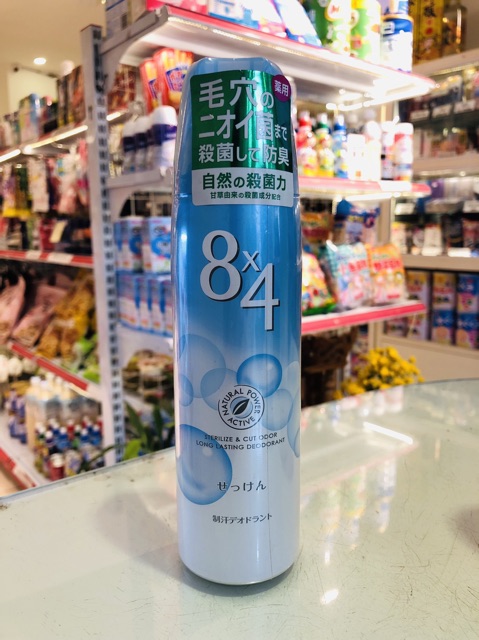 薬用
毛穴の
ニオイ菌まで
殺菌して防臭
自然の殺菌力
甘草由来の殺菌成分配合
8x4
NATURAL POWER ACTIVE
STERILIZE & CUT ODOR
LONG LASTING DEODORANT
せっけん
制汗デオドラント